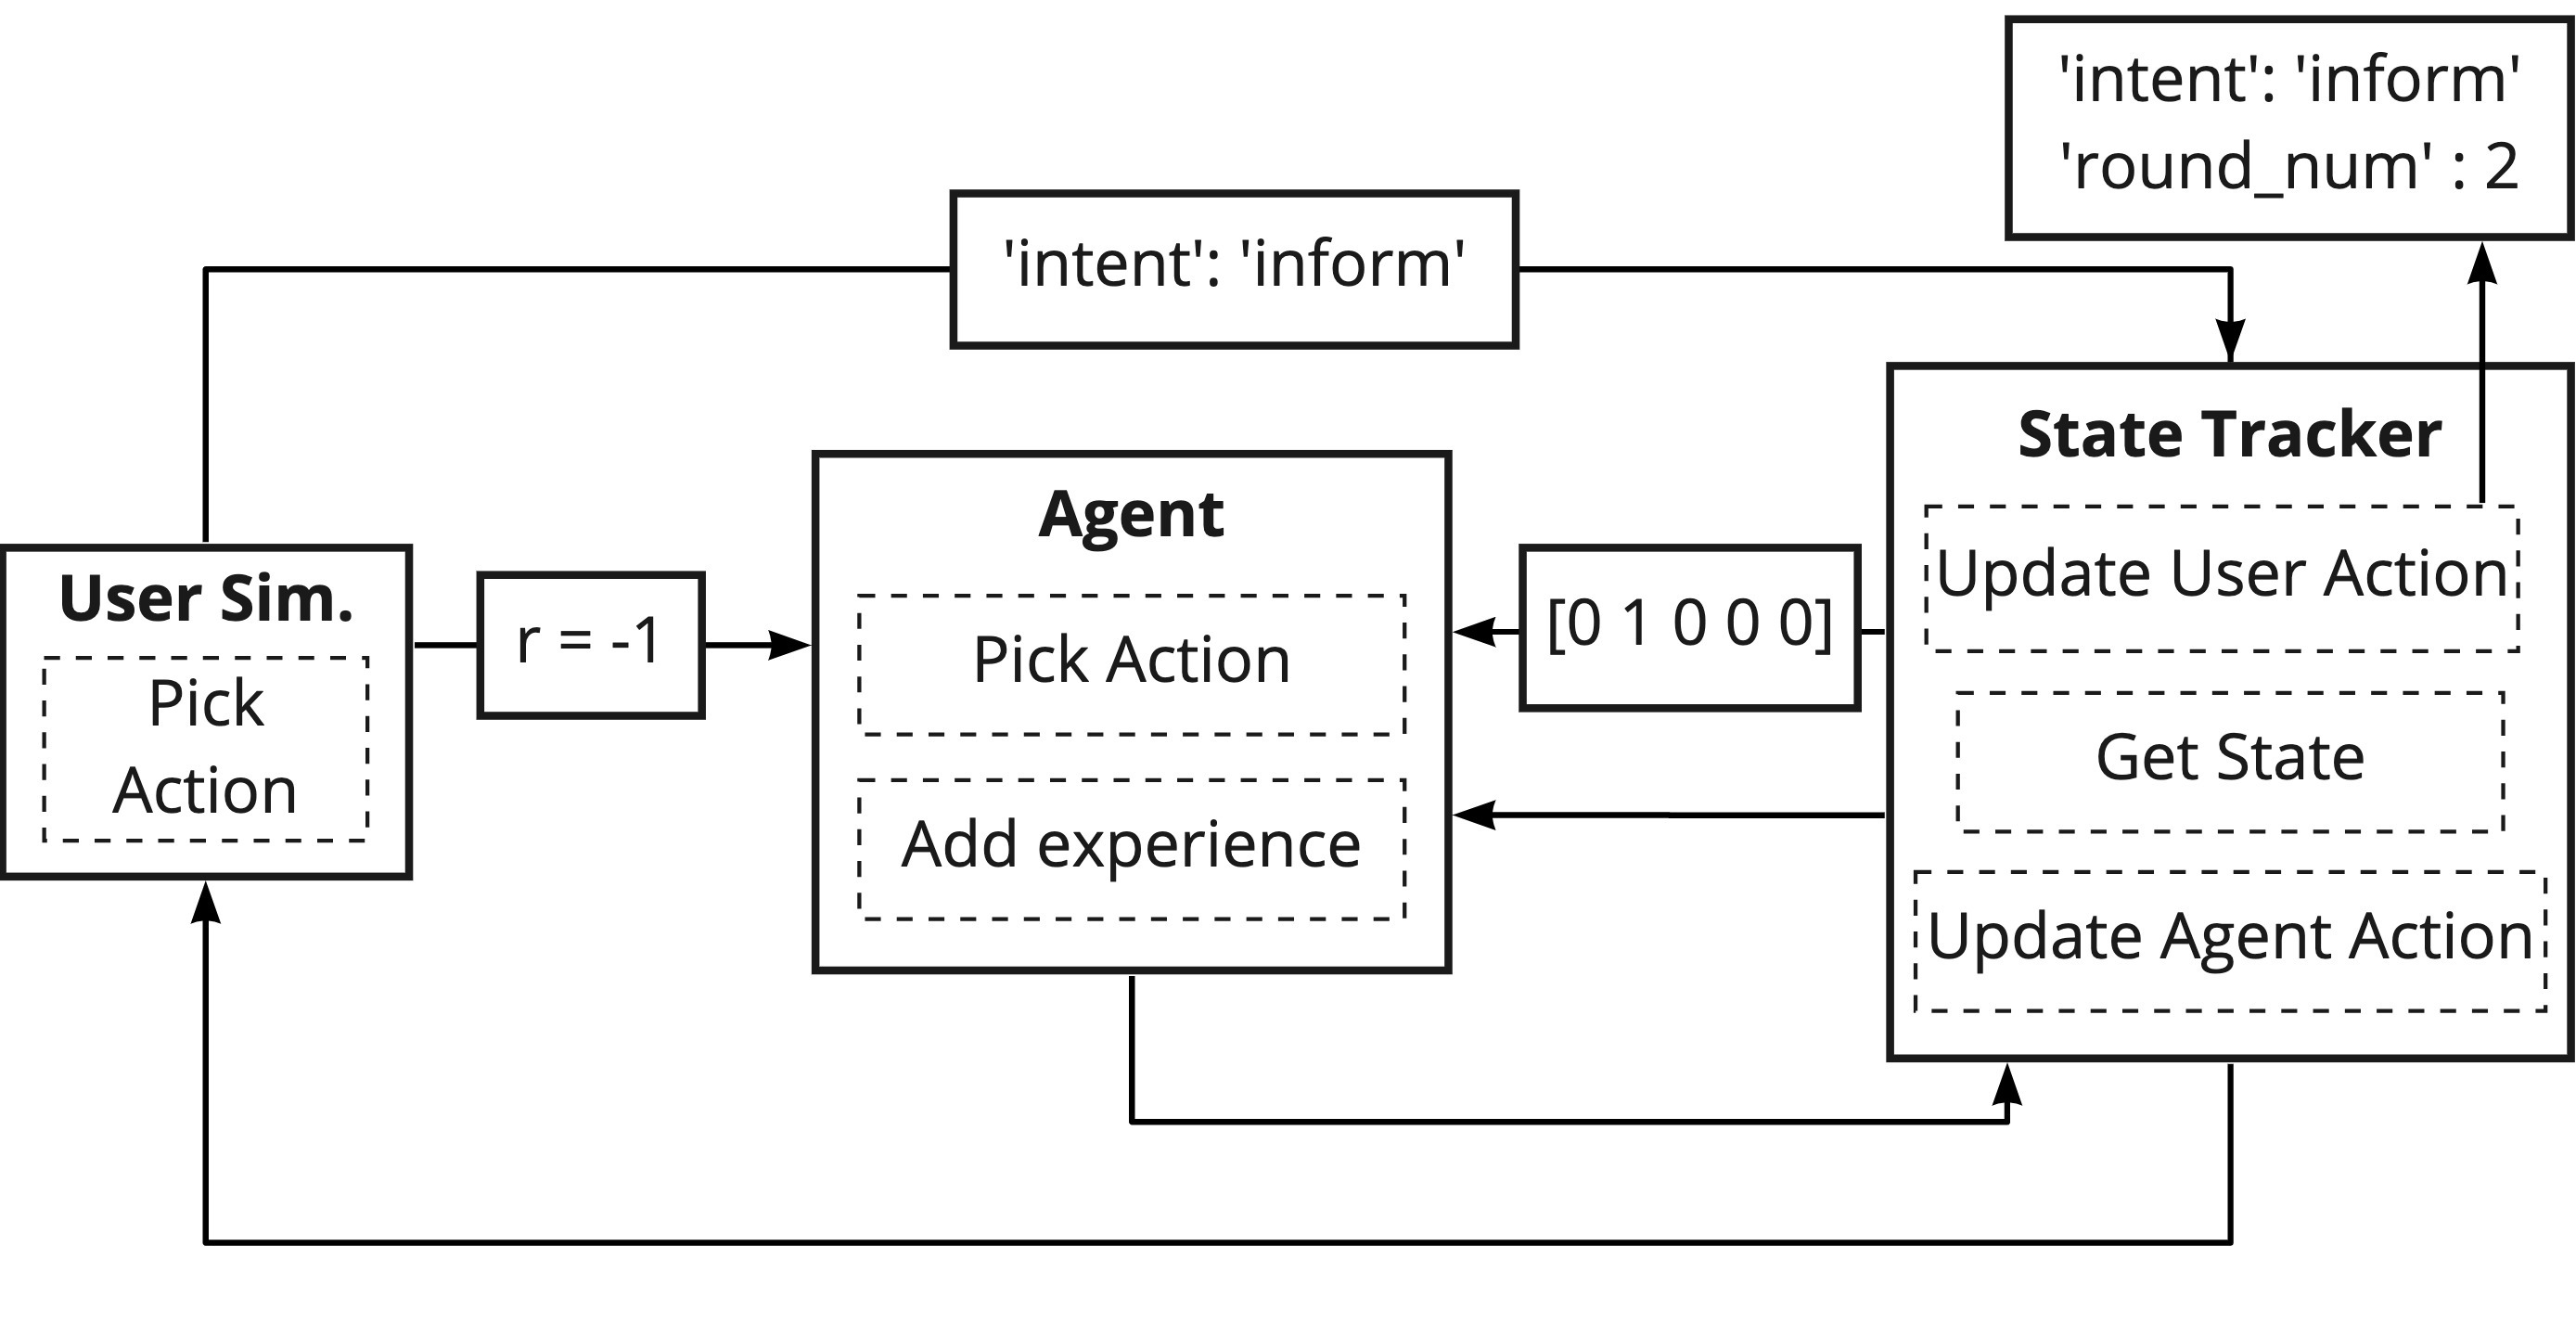 'intent': 'inform'
'round_num' : 2
'intent': 'inform'
State Tracker
Update User Action
Get State
Update Agent Action
Agent
Pick Action
Add experience
[0 1 0 0 0]
User Sim.
Pick
Action
r = -1